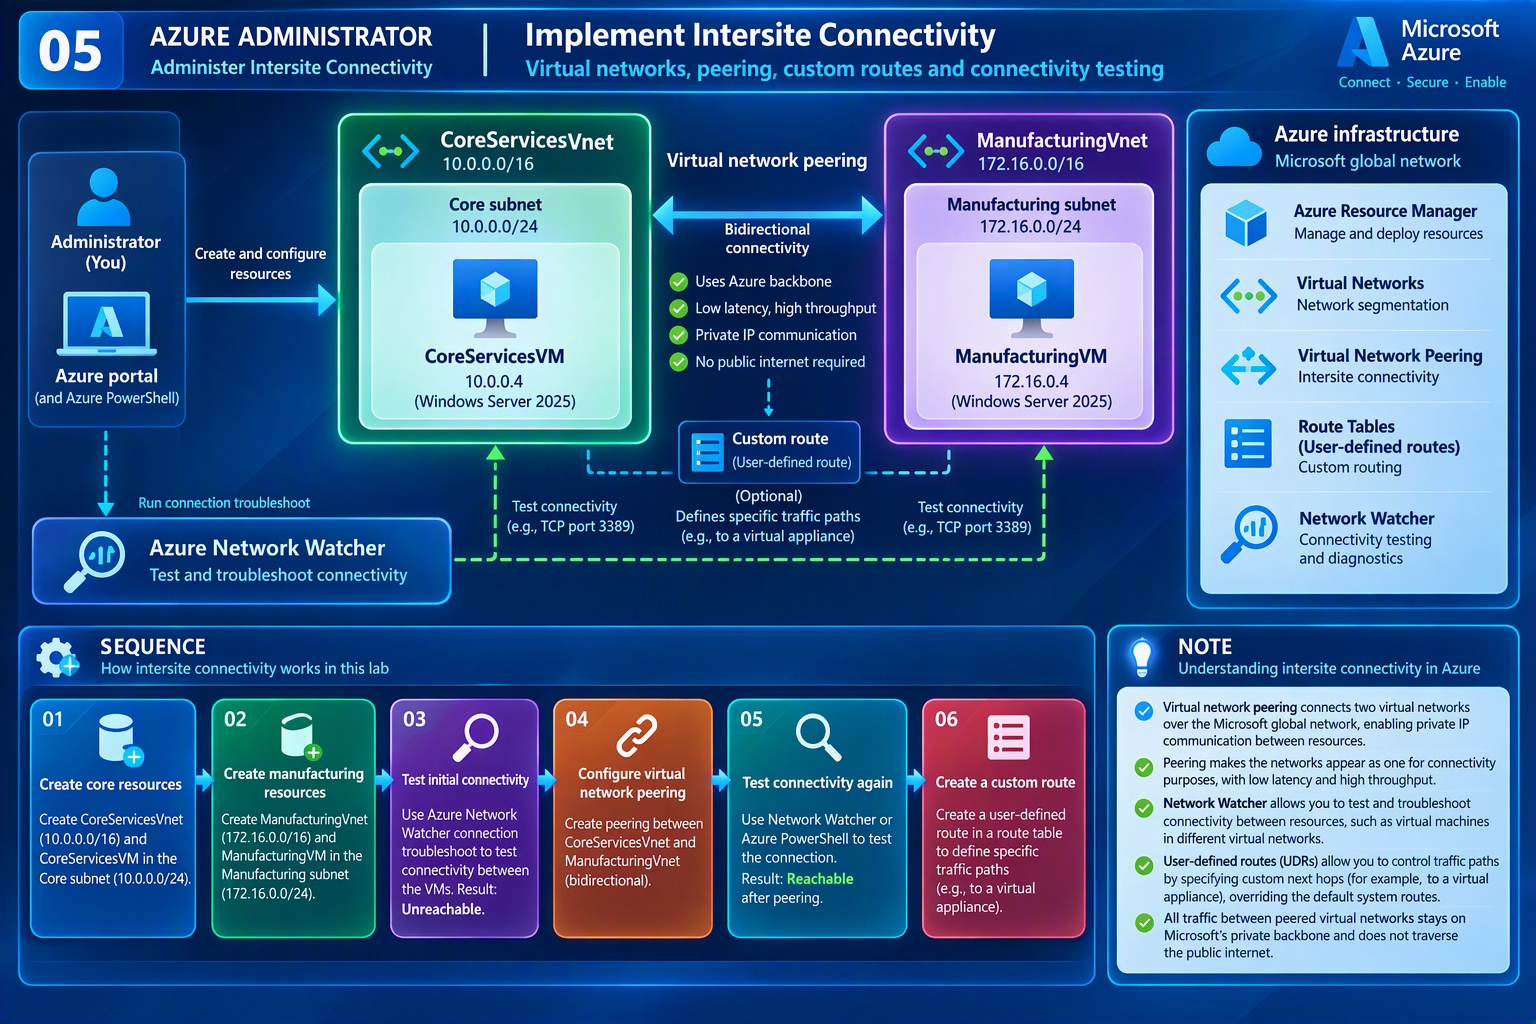 05
AZURE ADMINISTRATOR
Administer Intersite Connectivity
Implement Intersite Connectivity
Virtual networks, peering, custom routes and connectivity testing
Microsoft
Azure
Connect · Secure · Enable
Administrator
(You)
Azure portal
(and Azure PowerShell)
Create and configure
resources
CoreServicesVnet
10.0.0.0/16
Core subnet
10.0.0.0/24
CoreServicesVM
10.0.0.4
(Windows Server 2025)
Virtual network peering
Bidirectional
connectivity
Uses Azure backbone
Low latency, high throughput
Private IP communication
No public internet required
Custom route
(User-defined route)
(Optional)
Defines specific traffic paths
(e.g., to a virtual appliance)
ManufacturingVnet
172.16.0.0/16
Manufacturing subnet
172.16.0.0/24
ManufacturingVM
172.16.0.4
(Windows Server 2025)
Run connection troubleshoot
Azure Network Watcher
Test and troubleshoot connectivity
Test connectivity
(e.g., TCP port 3389)
Test connectivity
(e.g., TCP port 3389)
Azure infrastructure
Microsoft global network
Azure Resource Manager
Manage and deploy resources
Virtual Networks
Network segmentation
Virtual Network Peering
Intersite connectivity
Route Tables
(User-defined routes)
Custom routing
Network Watcher
Connectivity testing
and diagnostics
SEQUENCE
How intersite connectivity works in this lab
01
Create core resources
Create CoreServicesVnet
(10.0.0.0/16) and
CoreServicesVM in the
Core subnet (10.0.0.0/24).
02
Create manufacturing
resources
Create ManufacturingVnet
(172.16.0.0/16) and
ManufacturingVM in the
Manufacturing subnet
(172.16.0.0/24).
03
Test initial connectivity
Use Azure Network
Watcher connection
troubleshoot to test
connectivity between
the VMs. Result:
Unreachable.
04
Configure virtual
network peering
Create peering between
CoreServicesVnet and
ManufacturingVnet
(bidirectional).
05
Test connectivity again
Use Network Watcher or
Azure PowerShell to test
the connection.
Result: Reachable
after peering.
06
Create a custom route
Create a user-defined
route in a route table
to define specific
traffic paths
(e.g., to a virtual
appliance).
NOTE
Understanding intersite connectivity in Azure
Virtual network peering connects two virtual networks
over the Microsoft global network, enabling private IP
communication between resources.
Peering makes the networks appear as one for connectivity
purposes, with low latency and high throughput.
Network Watcher allows you to test and troubleshoot
connectivity between resources, such as virtual machines
in different virtual networks.
User-defined routes (UDRs) allow you to control traffic paths
by specifying custom next hops (for example, to a virtual
appliance), overriding the default system routes.
All traffic between peered virtual networks stays on
Microsoft's private backbone and does not traverse
the public internet.